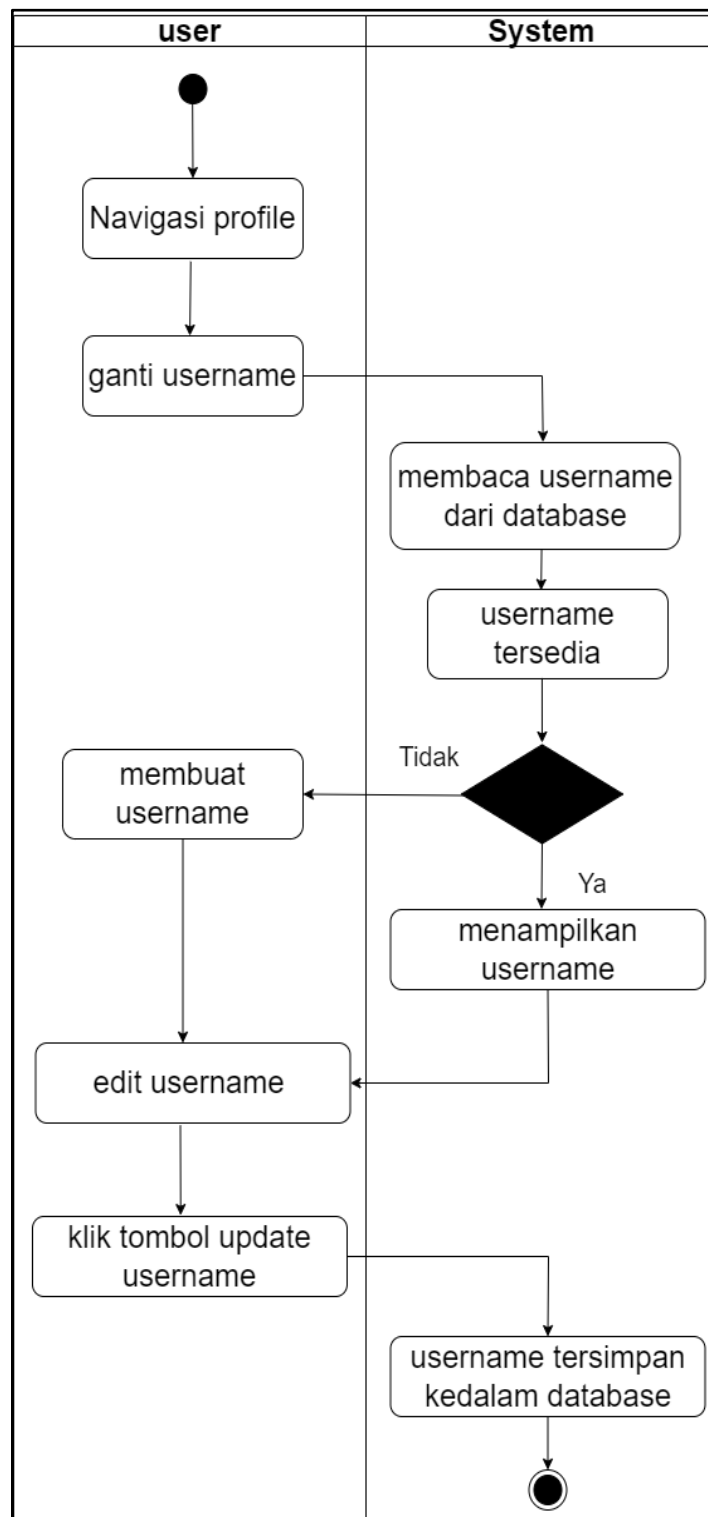 user
System
Navigasi profile
ganti username
membaca username
dari database
username
tersedia
Tidak
membuat
username
Ya
menampilkan
username
edit username
klik tombol update
username
username tersimpan
kedalam database